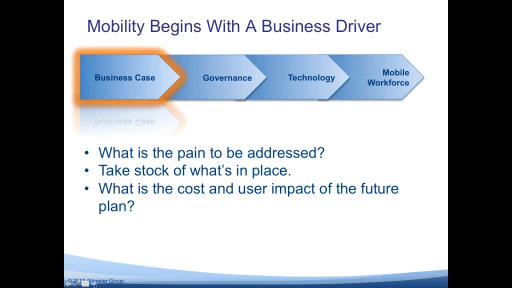 Mobility Begins With A Business Driver
Business Case
Governance
Technology
Mobile
Workforce
• What is the pain to be addressed?
• Take stock of what's in place.
• What is the cost and user impact of the future
plan?
Group